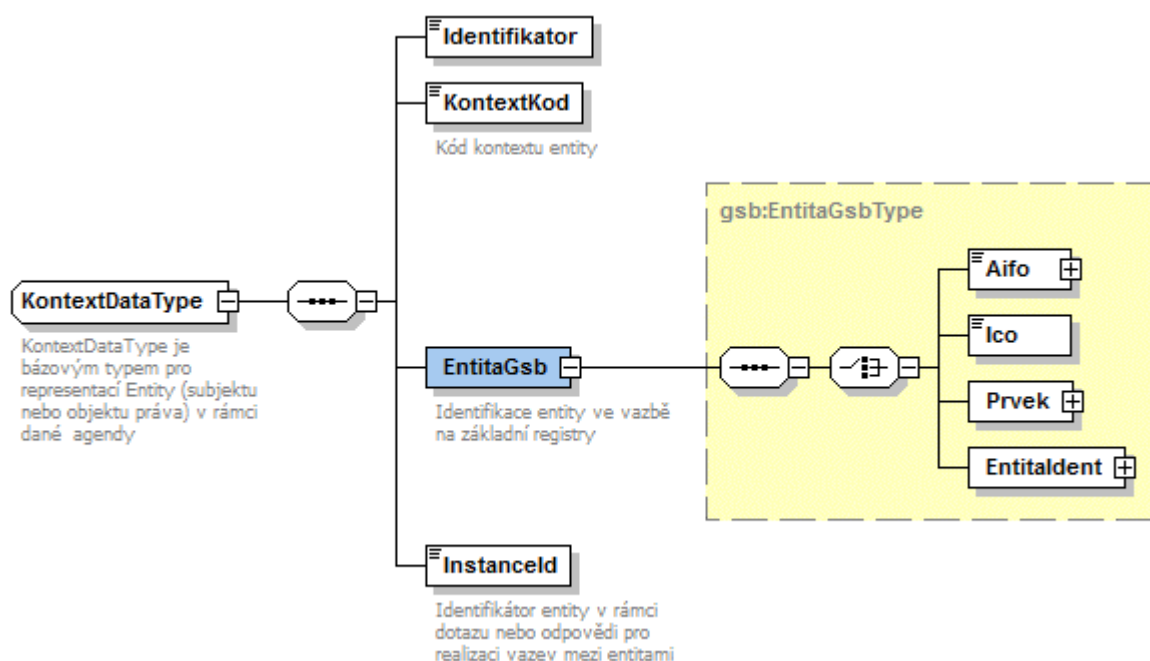 Identifikator
KontextKod
Kód kontextu entity
gsb:EntitaGsbType
Aifo
KontextDataType
Ico
KontextDataType je
bázovým typem pro
representací Entity (subjektu
nebo objektu práva) v rámci
dané agendy
EntitaGsb
Identifikace entity ve vazbě
na základní registry
Prvek
EntitaIdent
InstanceId
Identifikátor entity v rámci
dotazu nebo odpovědi pro
realizaci vazev mezi entitami